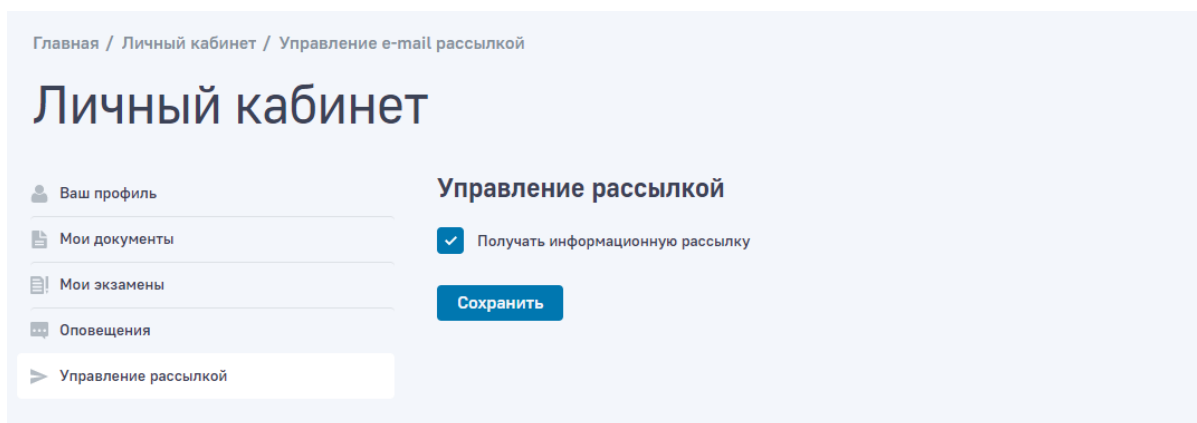 Главная / Личный кабинет / Управление e-mail рассылкой
Личный кабинет
Ваш профиль
Мои документы
Мои экзамены
Оповещения
Управление рассылкой
Управление рассылкой
Получать информационную рассылку
Сохранить